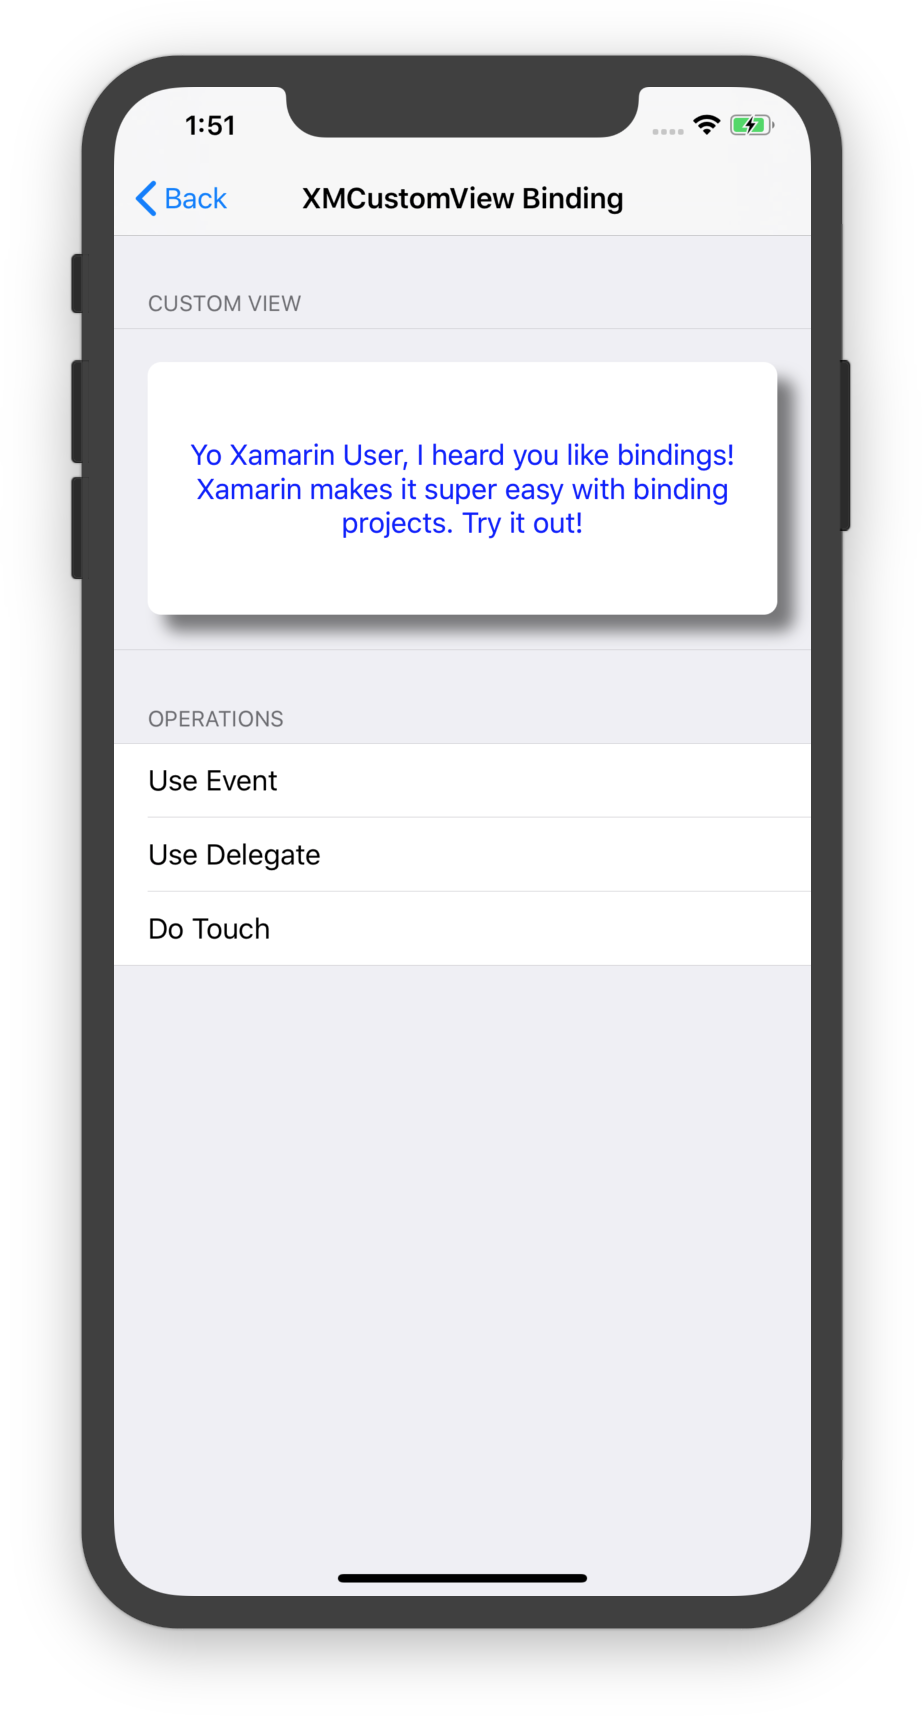 1:51
Back
XMCustomView Binding
CUSTOM VIEW
Yo Xamarin User, I heard you like bindings!
Xamarin makes it super easy with binding
projects. Try it out!
OPERATIONS
Use Event
Use Delegate
Do Touch